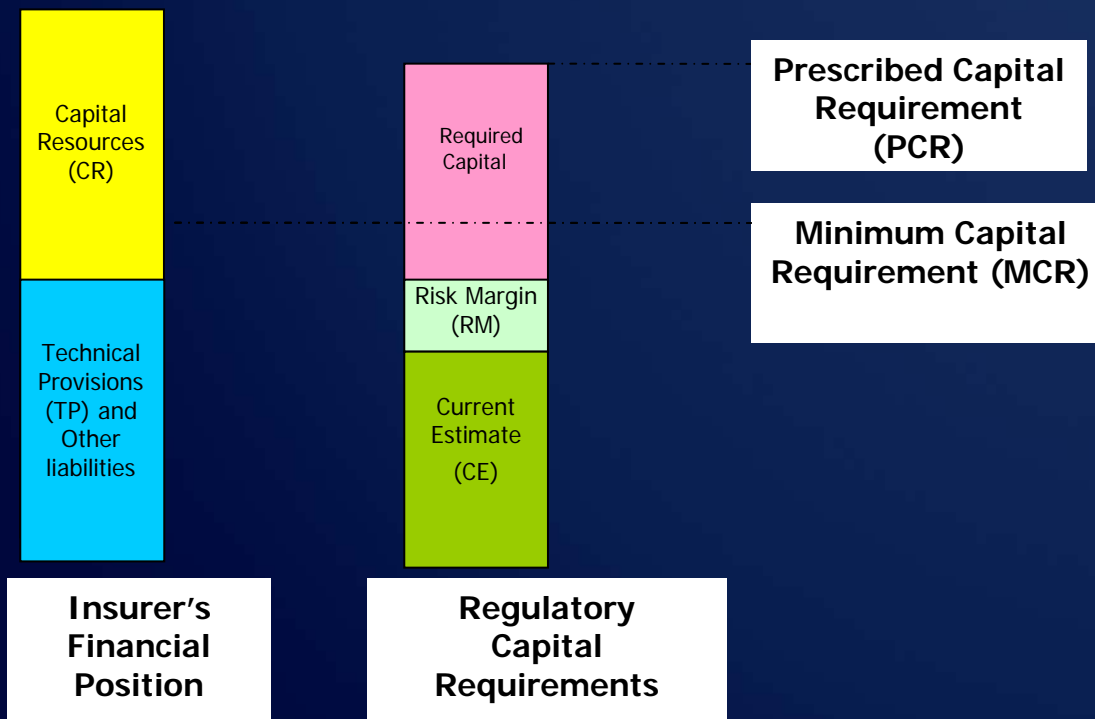 Capital
Resources
(CR)
Technical
Provisions
(TP) and
Other
liabilities
Insurer's
Financial
Position
Required
Capital
Risk Margin
(RM)
Current
Estimate
(CE)
Regulatory
Capital
Requirements
Prescribed Capital
Requirement
(PCR)
Minimum Capital
Requirement (MCR)